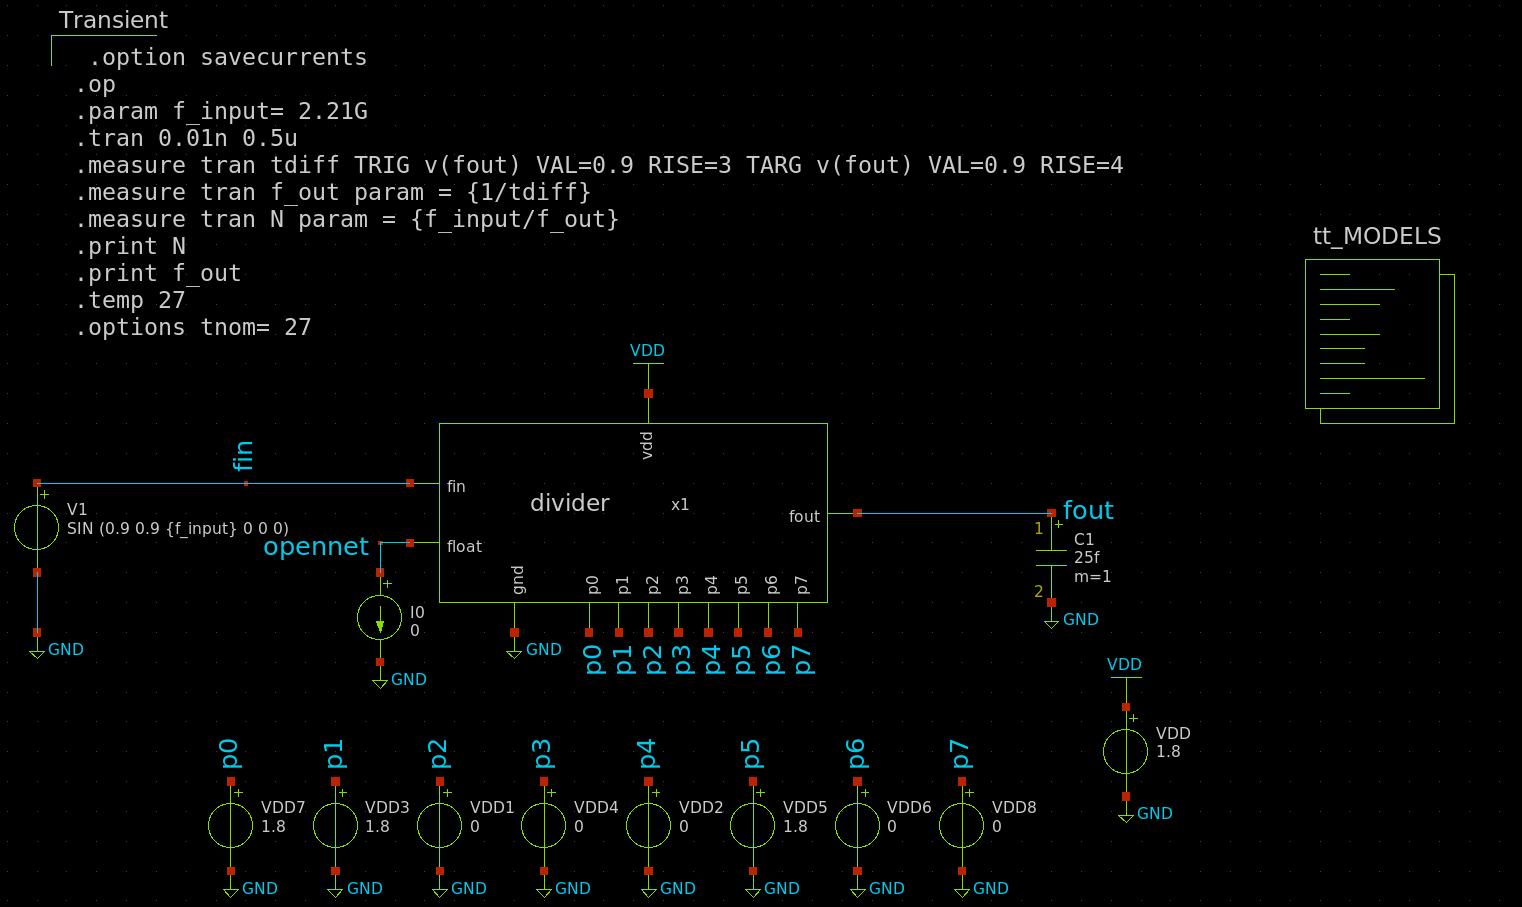 Transient
.option savecurrents
.op
.param f_input= 2.21G
.tran 0.01n 0.5u
.measure tran tdiff TRIG v(fout) VAL=0.9 RISE=3 TARG v(fout) VAL=0.9 RISE=4
.measure tran f_out param = {1/tdiff}
.measure tran N param = {f_input/f_out}
.print N
.print f_out
.temp 27
.options tnom= 27
tt_MODELS
VDD
vdd
fin
fin
divider
x1
fout
fout
V1
SIN (0.9 0.9 {f_input} 0 0 0)
opennet
float
1
+
C1
25f
m=1
2
GND
+
+
I0
0
gnd
p0
p1
p2
p3
p4
p5
p6
p7
GND
GND
GND
p0
p1
p2
p3
p4
p5
p6
p7
VDD
+
VDD
1.8
GND
p0
p1
p2
p3
p4
p5
p6
p7
+
VDD7
1.8
+
VDD3
1.8
+
VDD1
0
+
VDD4
0
+
VDD2
0
+
VDD5
1.8
+
VDD6
0
+
VDD8
0
GND
GND
GND
GND
GND
GND
GND
GND